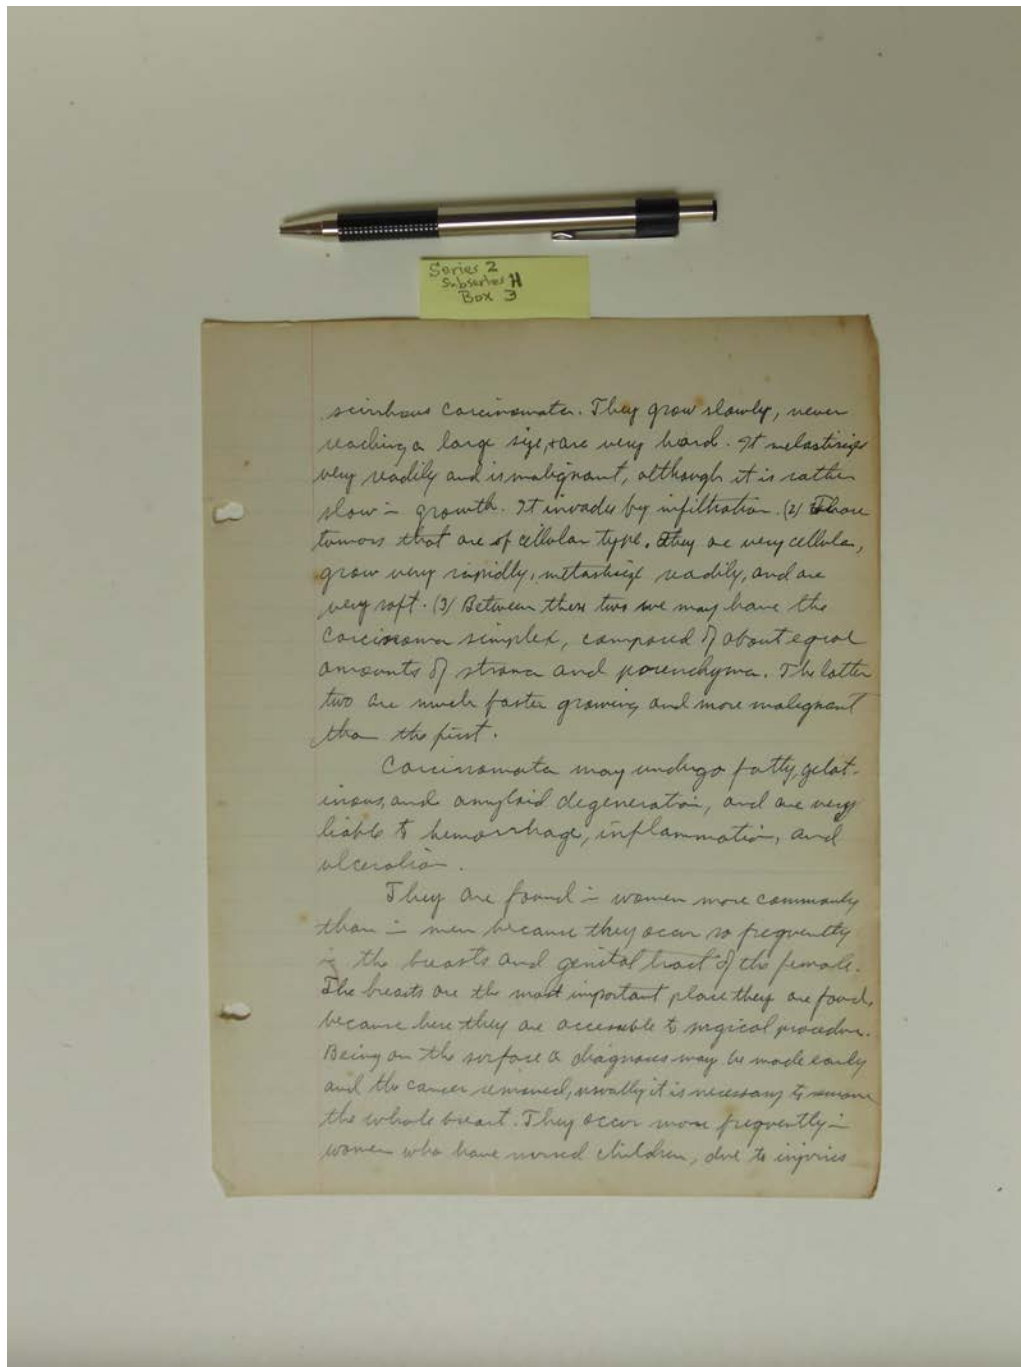 Series 2
Subseries H
Box 3
scirrhous carcinomata. They grow slowly, never
reaching a large size, & are very hard. It metastisizes
very readily and is malignant, although it is rather
slow in growth. It invades by infiltration. (2) Those
tumors that are of cellular type. They are very cellular,
grow very rapidly, metastisize readily, and are
very soft. (3) Between these two we may have the
carcinoma simplex, composed of about equal
amounts of stroma and parenchyma. The latter
two are much faster growing and more malignant
than the first.
Carcinomata may undergo fatty, gelat-
inous, and amyloid degeneration, and are very
liable to hemorrhage, inflammation, and
ulceration.
They are found in women more commonly
than in men because they occur so frequently
in the breasts and genital tract of the female.
The breasts are the most important place they are found,
because here they are accessible to surgical procedure.
Being on the surface a diagnosis may be made early
and the cancer removed, usually it is necessary to remove
the whole breast. They occur more frequently in
women who have nursed children, due to injuries